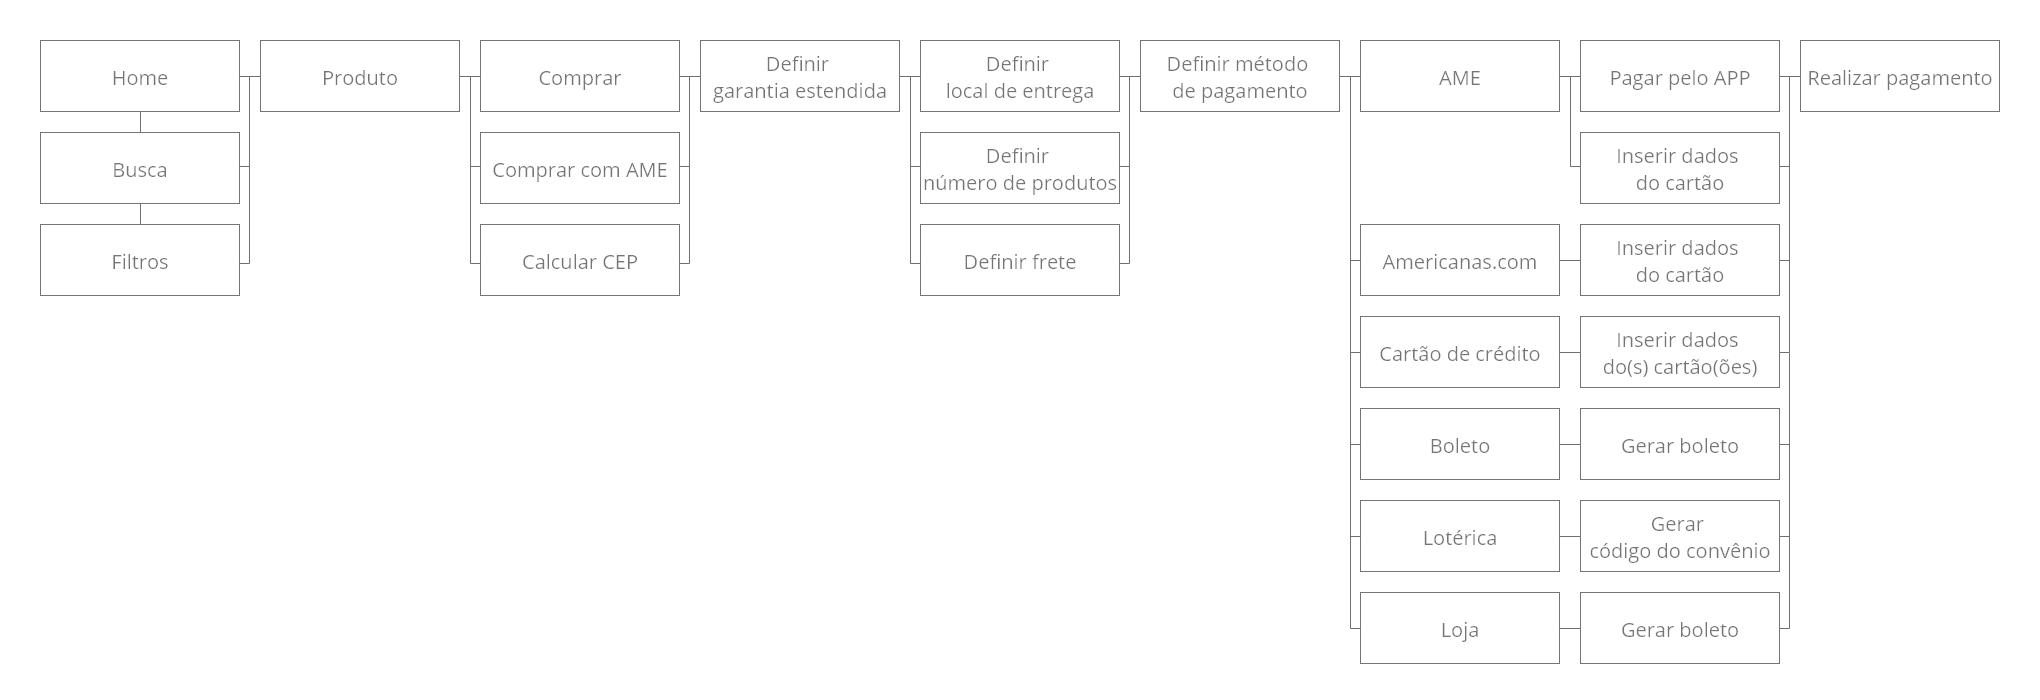 Home
Produto
Comprar
Definir
garantia estendida
Definir
local de entrega
Definir método
de pagamento
AME
Pagar pelo APP
Realizar pagamento
Busca
Comprar com AME
Definir
número de produtos
Inserir dados
do cartão
Filtros
Calcular CEP
Definir frete
Americanas.com
Inserir dados
do cartão
Cartão de crédito
Inserir dados
do(s) cartão(ões)
Boleto
Gerar boleto
Lotérica
Gerar
código do convênio
Loja
Gerar boleto